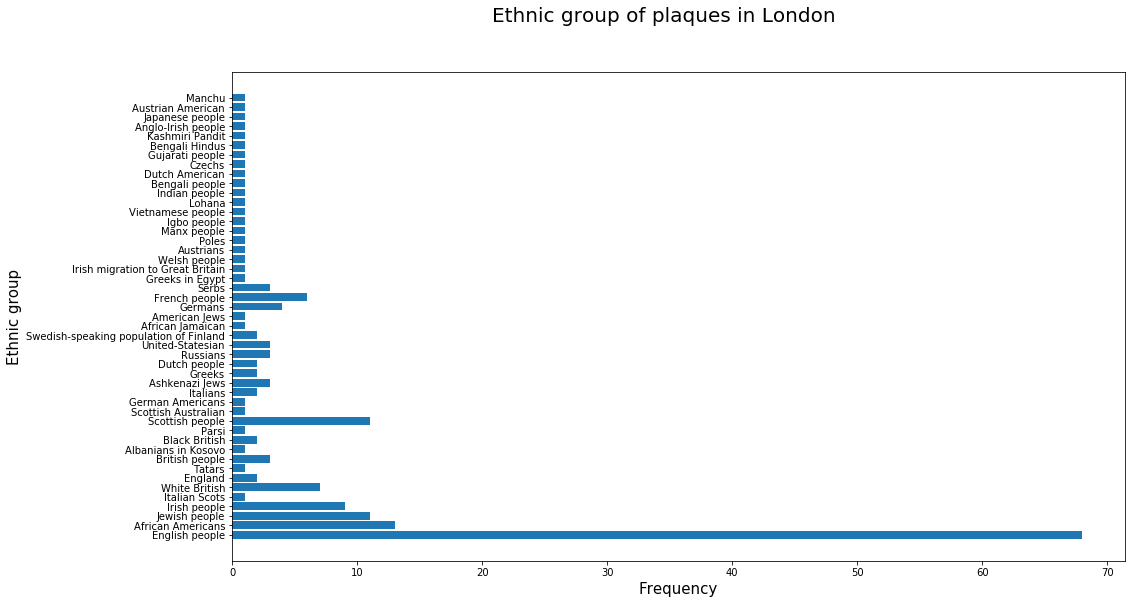 Ethnic group of plaques in London
Ethnic group
Manchu
Austrian American
Japanese people
Anglo-Irish people
Kashmiri Pandit
Bengali Hindus
Gujarati people
Czechs
Dutch American
Bengali people
Indian people
Lohana
Vietnamese people
Igbo people
Manx people
Poles
Austrians
Welsh people
Irish migration to Great Britain
Greeks in Egypt
Serbs
French people
Germans
American Jews
African Jamaican
Swedish-speaking population of Finland
United-Statesian
Russians
Dutch people
Greeks
Ashkenazi Jews
Italians
German Americans
Scottish Australian
Scottish people
Parsi
Black British
Albanians in Kosovo
British people
Tatars
England
White British
Italian Scots
Irish people
Jewish people
African Americans
English people
0 10 20 30 40 50 60 70
Frequency